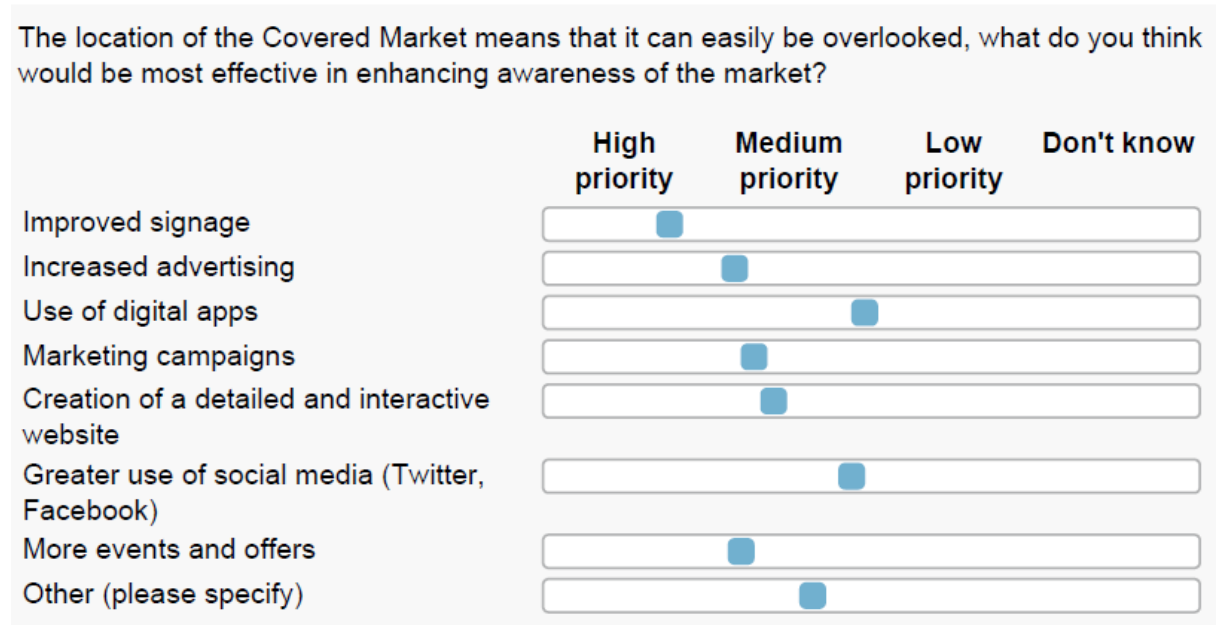 The location of the Covered Market means that it can easily be overlooked, what do you think
would be most effective in enhancing awareness of the market?
High Medium Low Don't know
priority priority priority
Improved signage
Increased advertising
Use of digital apps
Marketing campaigns
Creation of a detailed and interactive
website
Greater use of social media (Twitter,
Facebook)
More events and offers
Other (please specify)